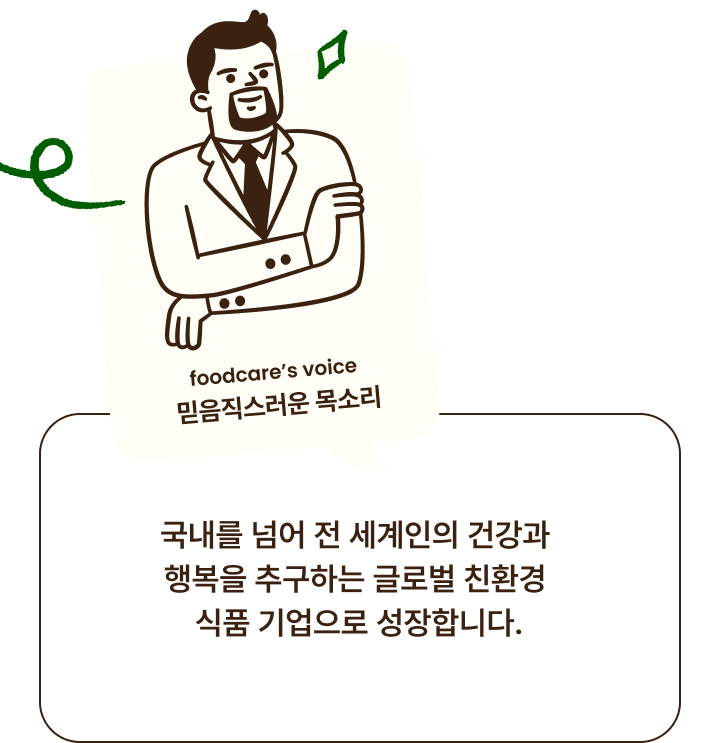 foodcare's voice
믿음직스러운 목소리
국내를 넘어 전 세계인의 건강과
행복을 추구하는 글로벌 친환경
식품 기업으로 성장합니다.